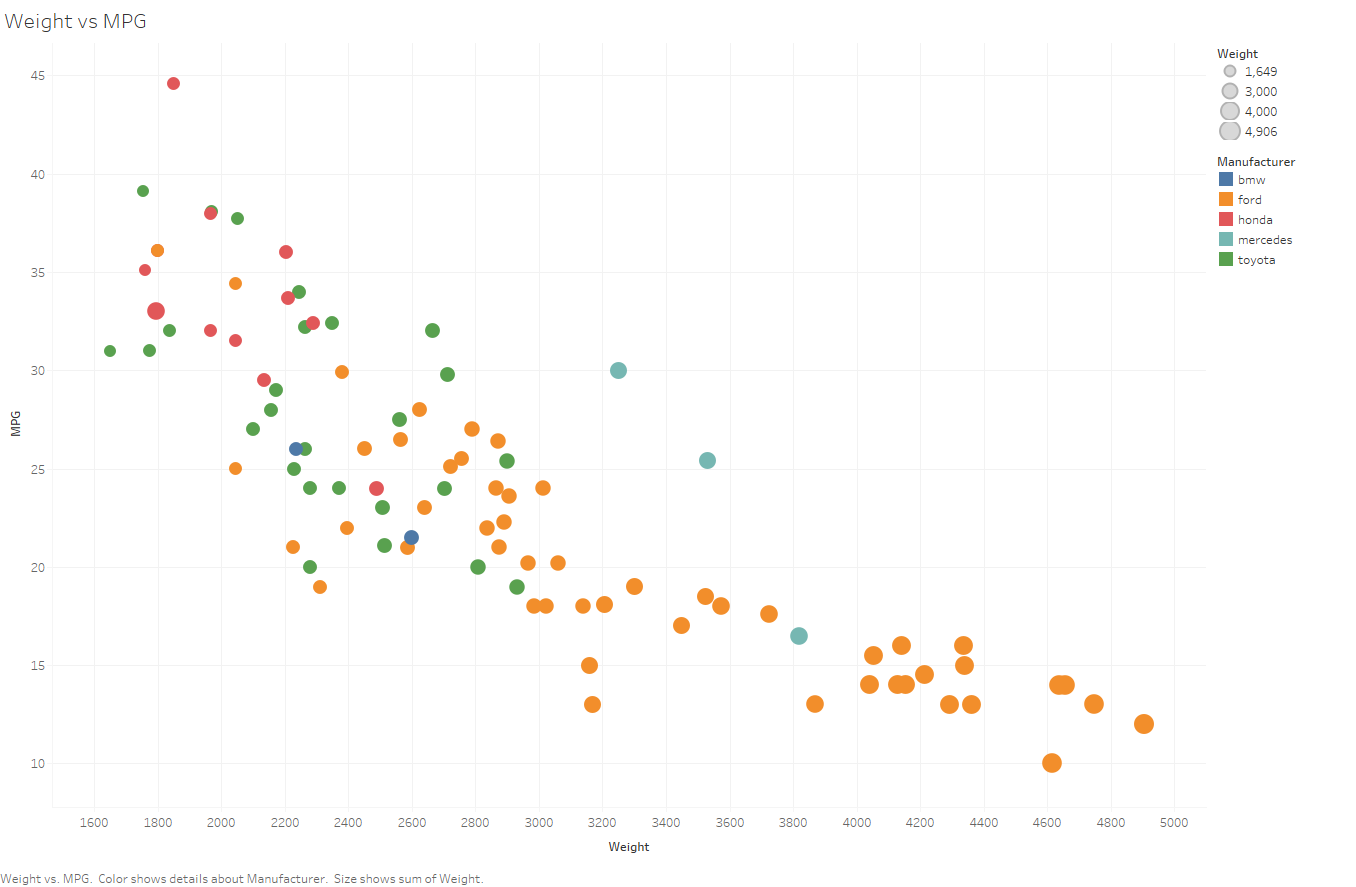 Weight vs MPG
45
40
35
30
25
20
15
10
MPG
1600 1800 2000 2200 2400 2600 2800 3000 3200 3400 3600 3800 4000 4200 4400 4600 4800 5000
Weight
Weight
1,649
3,000
4,000
4,906
Manufacturer
bmw
ford
honda
mercedes
toyota
Weight vs. MPG. Color shows details about Manufacturer. Size shows sum of Weight.